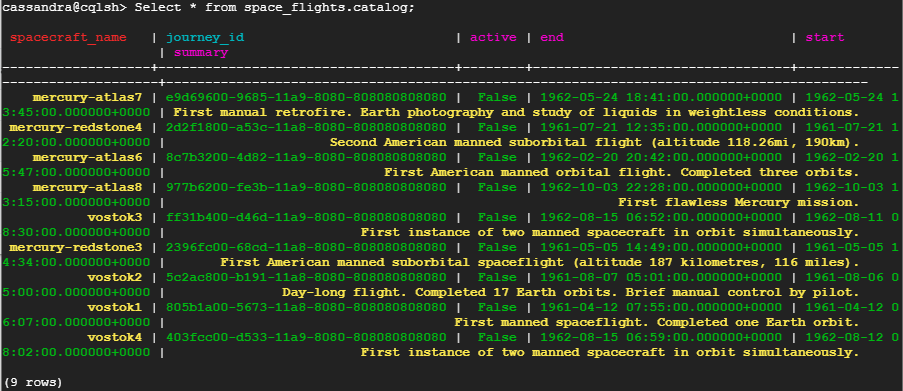 cassandra@cqlsh> Select * from space_flights.catalog;
spacecraft_name | journey_id | active | end | start
| summary
-------------------+--------------------------------------+--------+---------------------------------+-------------
--------------------+----------------------------------------------------------------------------------------
mercury-atlas7 | e9d69600-9685-11a9-8080-808080808080 | False | 1962-05-24 18:41:00.000000+0000 | 1962-05-24 1
3:45:00.000000+0000 | First manual retrofire. Earth photography and study of liquids in weightless conditions.
mercury-redstone4 | 2d2f1800-a53c-11a8-8080-808080808080 | False | 1961-07-21 12:35:00.000000+0000 | 1961-07-21 1
2:20:00.000000+0000 | Second American manned suborbital flight (altitude 118.26mi, 190km).
mercury-atlas6 | 8c7b3200-4d82-11a9-8080-808080808080 | False | 1962-02-20 20:42:00.000000+0000 | 1962-02-20 1
5:47:00.000000+0000 | First American manned orbital flight. Completed three orbits.
mercury-atlas8 | 977b6200-fe3b-11a9-8080-808080808080 | False | 1962-10-03 22:28:00.000000+0000 | 1962-10-03 1
3:15:00.000000+0000 | First flawless Mercury mission.
vostok3 | ff31b400-d46d-11a9-8080-808080808080 | False | 1962-08-15 06:52:00.000000+0000 | 1962-08-11 0
8:30:00.000000+0000 | First instance of two manned spacecraft in orbit simultaneously.
mercury-redstone3 | 2396fc00-68cd-11a8-8080-808080808080 | False | 1961-05-05 14:49:00.000000+0000 | 1961-05-05 1
4:34:00.000000+0000 | First American manned suborbital spaceflight (altitude 187 kilometres, 116 miles).
vostok2 | 5c2ac800-b191-11a8-8080-808080808080 | False | 1961-08-07 05:01:00.000000+0000 | 1961-08-06 0
5:00:00.000000+0000 | Day-long flight. Completed 17 Earth orbits. Brief manual control by pilot.
vostok1 | 805b1a00-5673-11a8-8080-808080808080 | False | 1961-04-12 07:55:00.000000+0000 | 1961-04-12 0
6:07:00.000000+0000 | First manned spaceflight. Completed one Earth orbit.
vostok4 | 403fcc00-d533-11a9-8080-808080808080 | False | 1962-08-15 06:59:00.000000+0000 | 1962-08-12 0
8:02:00.000000+0000 | First instance of two manned spacecraft in orbit simultaneously.
(9 rows)